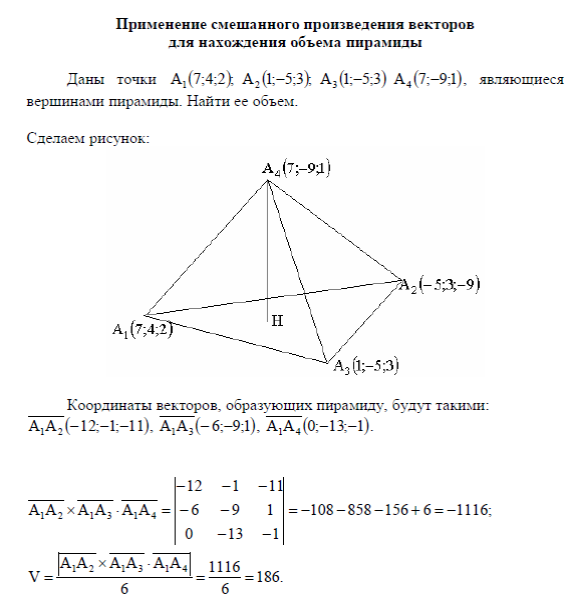 Применение смешанного произведения векторов
для нахождения объема пирамиды
Даны точки A₁(7;4;2); A₂(1;−5;3); A₃(1;−5;3) A₄(7;−9;1), являющиеся
вершинами пирамиды. Найти ее объем.
Сделаем рисунок:
A₄(7;−9;1)
A₂(−5;3;−9)
H
A₁(7;4;2)
A₃(1;−5;3)
Координаты векторов, образующих пирамиду, будут такими:
A₁A₂(−12;−1;−11), A₁A₃(−6;−9;1), A₁A₄(0;−13;−1).
−12 −1 −11
A₁A₂ × A₁A₃ · A₁A₄ = −6 −9 1 = −108 − 858 − 156 + 6 = −1116;
0 −13 −1
V = |A₁A₂ × A₁A₃ · A₁A₄| / 6 = 1116 / 6 = 186.